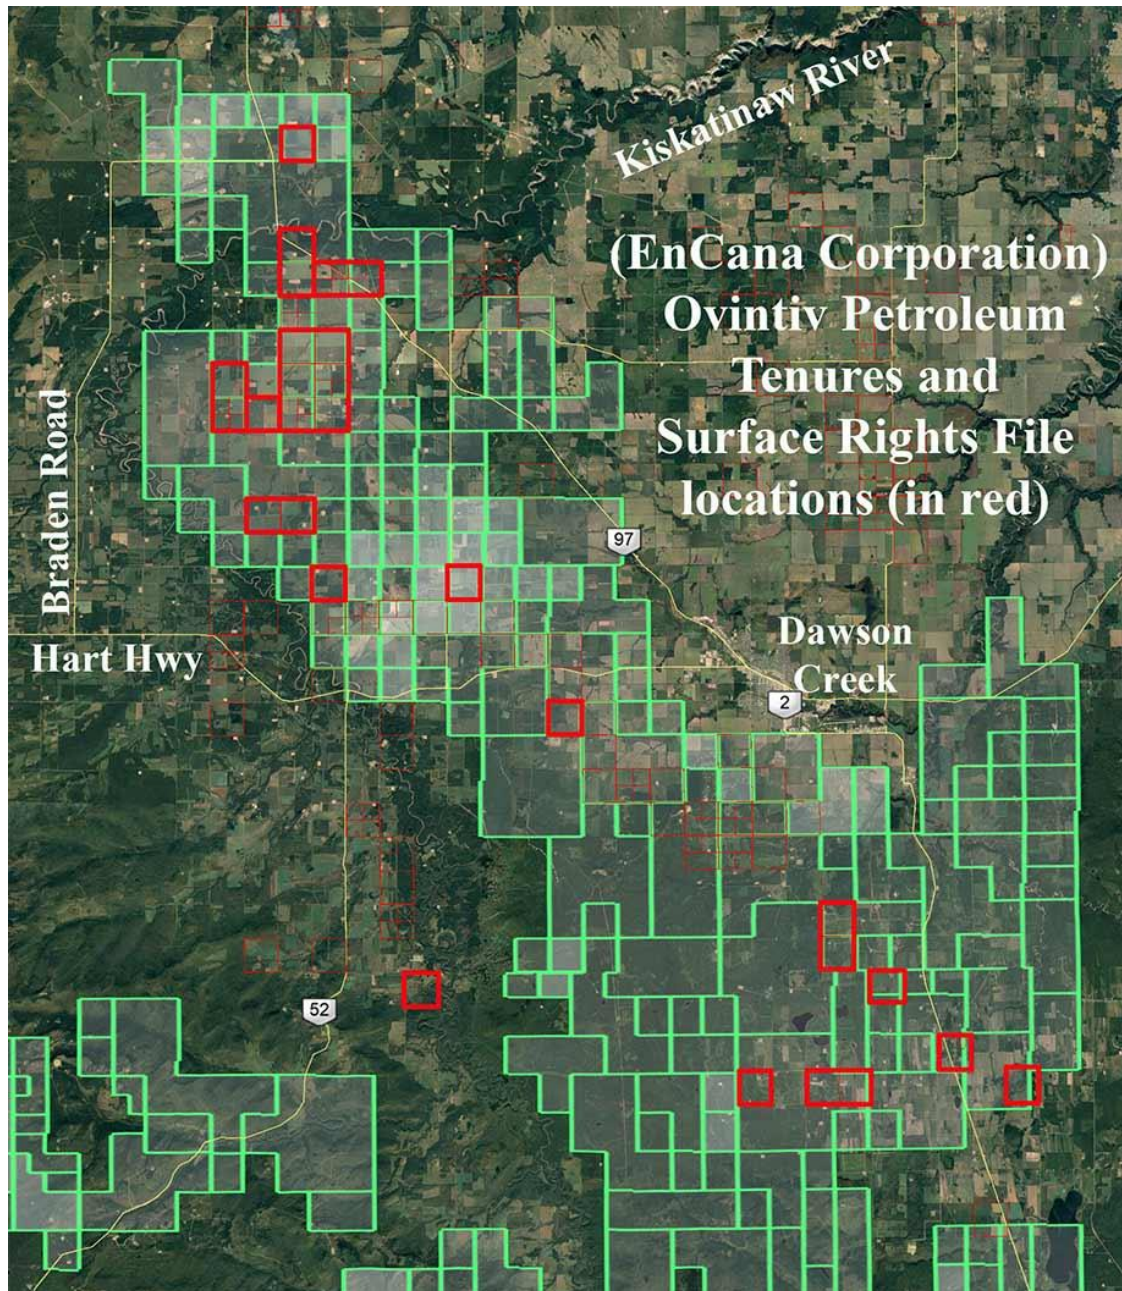 Kiskatinaw River
(EnCana Corporation)
Ovintiv Petroleum
Tenures and
Surface Rights File
locations (in red)
Braden Road
97
Hart Hwy
Dawson
Creek
2
52